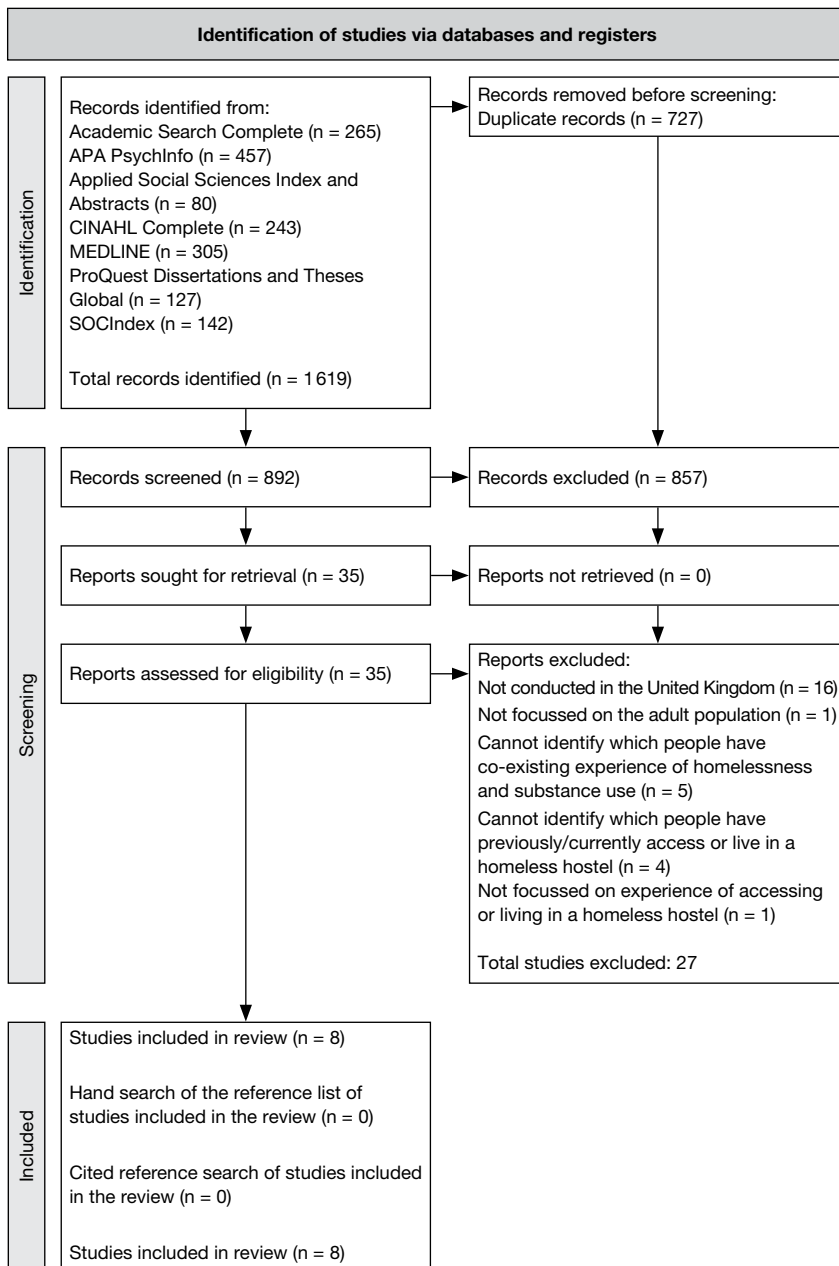 Identification of studies via databases and registers
Identification
Records identified from:
Academic Search Complete (n = 265)
APA PsychInfo (n = 457)
Applied Social Sciences Index and
Abstracts (n = 80)
CINAHL Complete (n = 243)
MEDLINE (n = 305)
ProQuest Dissertations and Theses
Global (n = 127)
SOCIndex (n = 142)
Total records identified (n = 1 619)
Records removed before screening:
Duplicate records (n = 727)
Screening
Records screened (n = 892)
Records excluded (n = 857)
Reports sought for retrieval (n = 35)
Reports not retrieved (n = 0)
Reports assessed for eligibility (n = 35)
Reports excluded:
Not conducted in the United Kingdom (n = 16)
Not focussed on the adult population (n = 1)
Cannot identify which people have
co-existing experience of homelessness
and substance use (n = 5)
Cannot identify which people have
previously/currently access or live in a
homeless hostel (n = 4)
Not focussed on experience of accessing
or living in a homeless hostel (n = 1)
Total studies excluded: 27
Included
Studies included in review (n = 8)
Hand search of the reference list of
studies included in the review (n = 0)
Cited reference search of studies included
in the review (n = 0)
Studies included in review (n = 8)